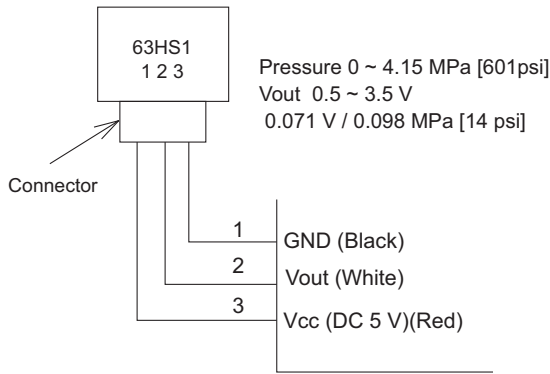 63HS1
1 2 3
Pressure 0 ~ 4.15 MPa [601psi]
Vout 0.5 ~ 3.5 V
0.071 V / 0.098 MPa [14 psi]
Connector
1
GND (Black)
2
Vout (White)
3
Vcc (DC 5 V)(Red)